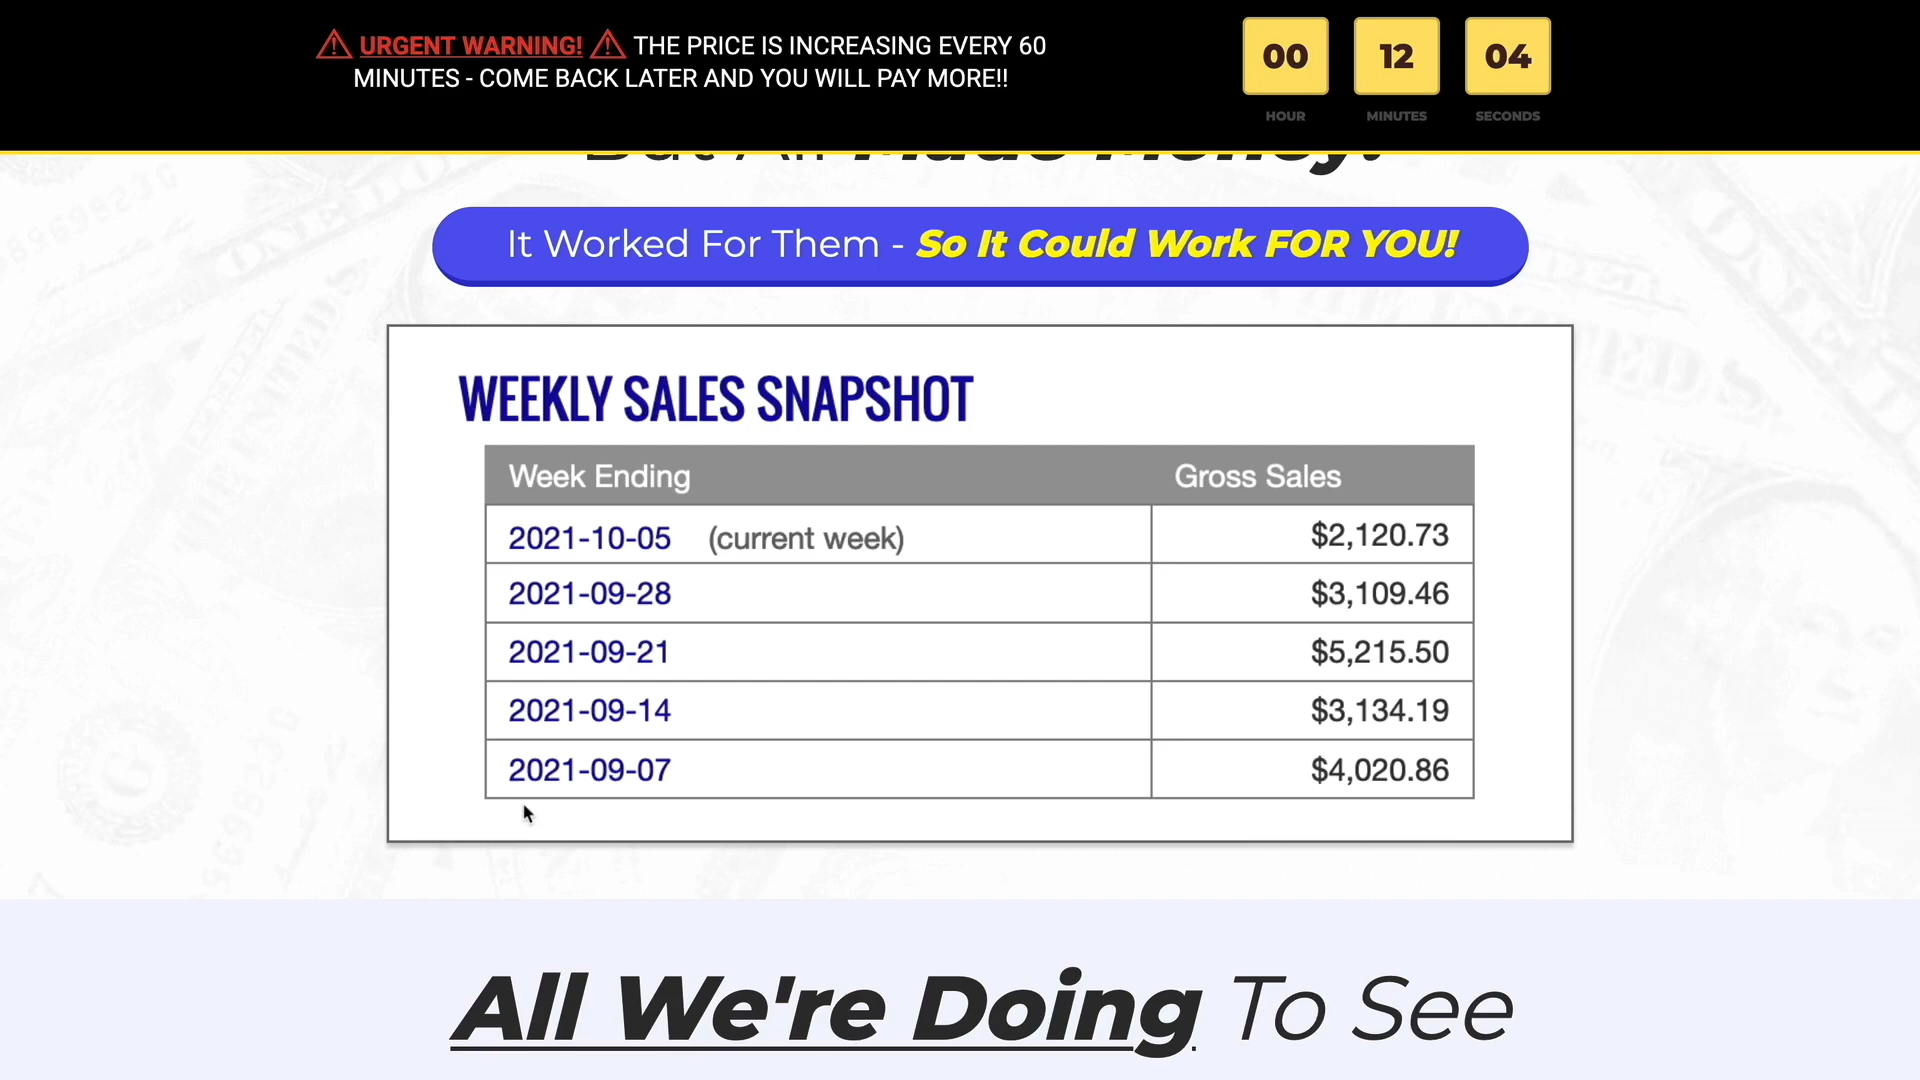 URGENT WARNING! THE PRICE IS INCREASING EVERY 60
MINUTES - COME BACK LATER AND YOU WILL PAY MORE!!
00 12 04
HOUR MINUTES SECONDS
But All Made Money!
It Worked For Them - So It Could Work FOR YOU!
WEEKLY SALES SNAPSHOT
Week Ending Gross Sales
2021-10-05 (current week) $2,120.73
2021-09-28 $3,109.46
2021-09-21 $5,215.50
2021-09-14 $3,134.19
2021-09-07 $4,020.86
All We're Doing To See